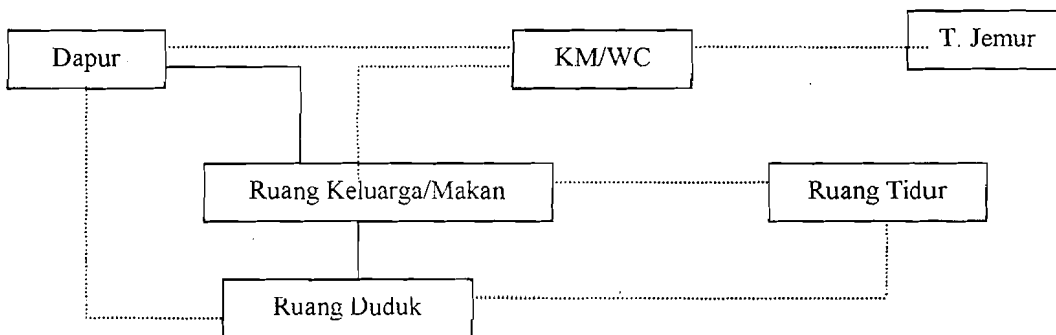 T. Jemur
Dapur
KM/WC
Ruang Keluarga/Makan
Ruang Tidur
Ruang Duduk